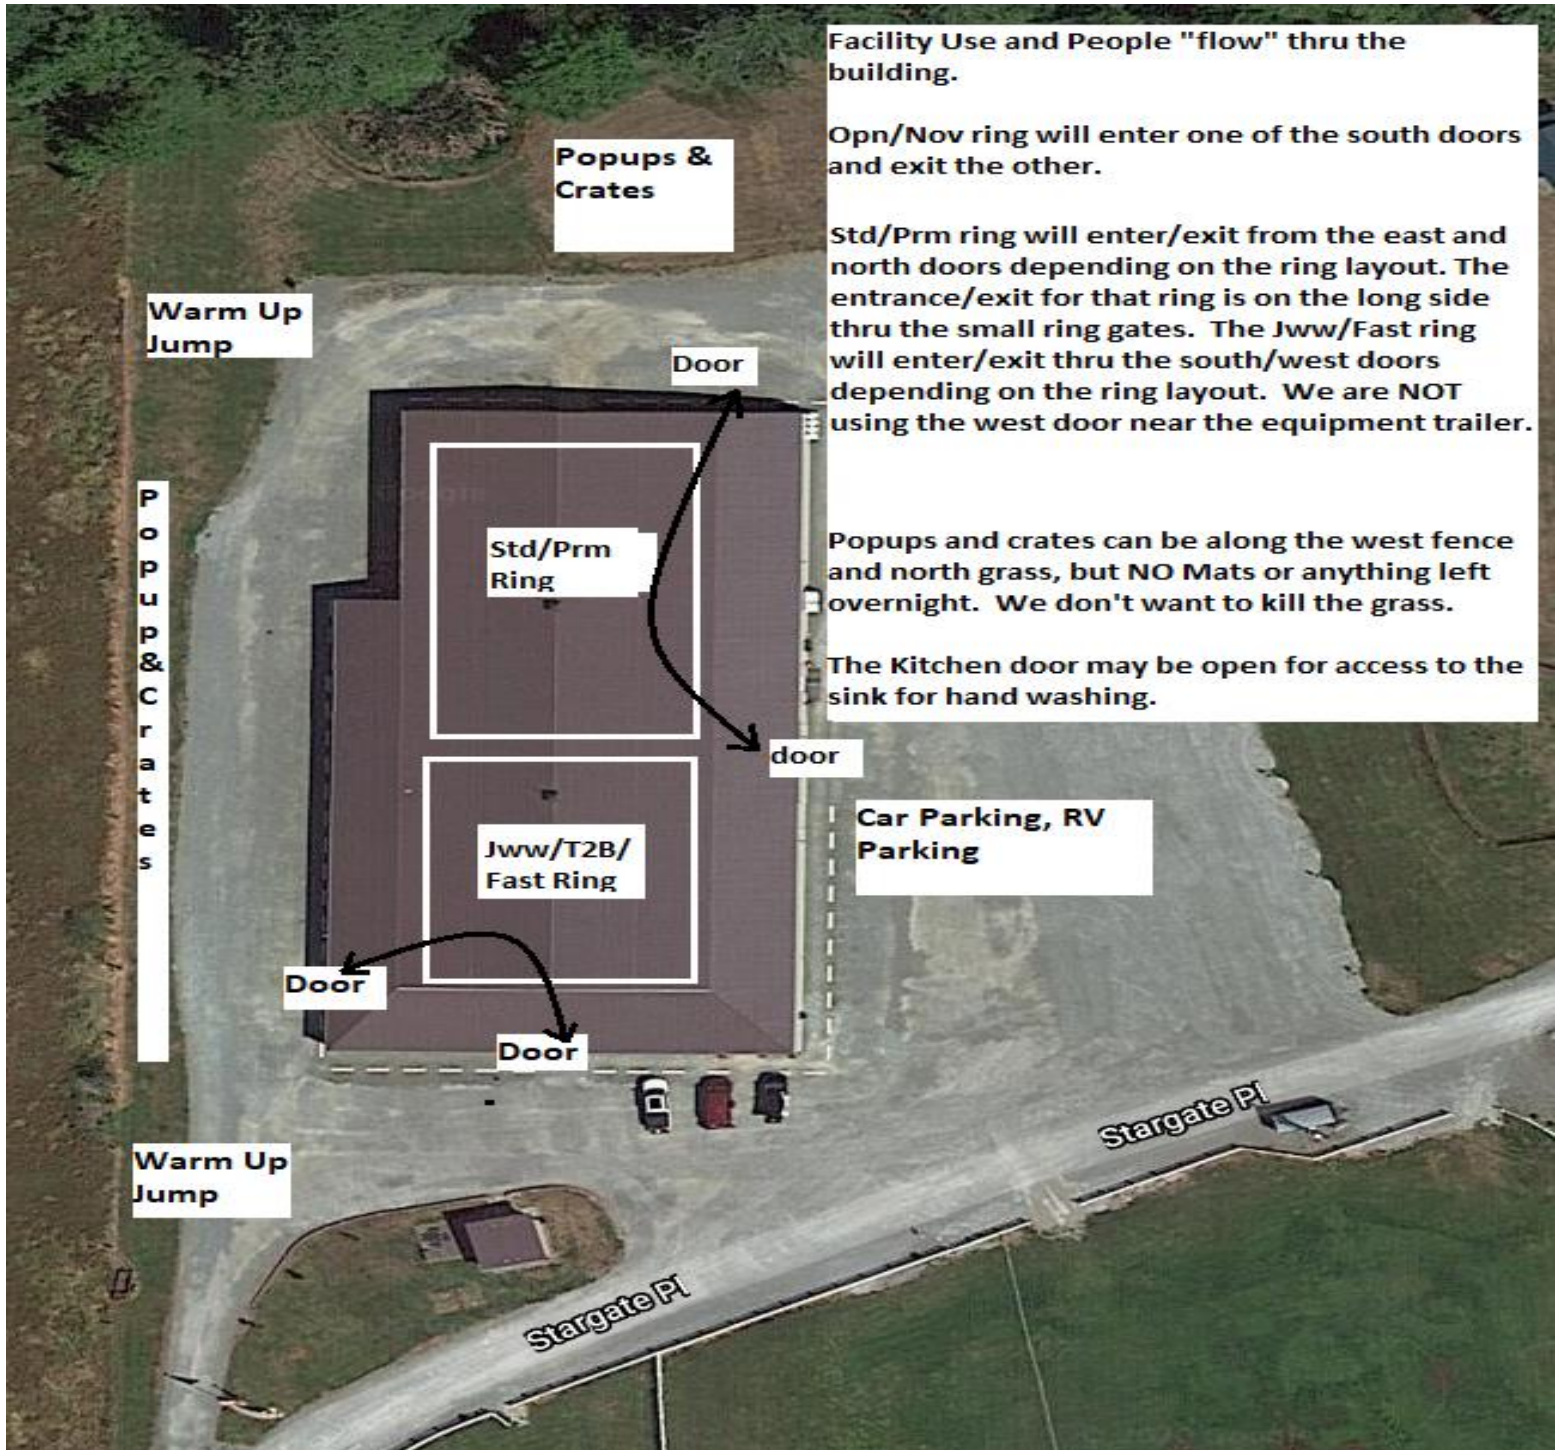 Facility Use and People "flow" thru the
building.
Opn/Nov ring will enter one of the south doors
and exit the other.
Std/Prm ring will enter/exit from the east and
north doors depending on the ring layout. The
entrance/exit for that ring is on the long side
thru the small ring gates.  The Jww/Fast ring
will enter/exit thru the south/west doors
depending on the ring layout.  We are NOT
using the west door near the equipment trailer.
Popups and crates can be along the west fence
and north grass, but NO Mats or anything left
overnight.  We don't want to kill the grass.
The Kitchen door may be open for access to the
sink for hand washing.
Popups &
Crates
Warm Up
Jump
Door
Popup&Crates
Std/Prm
Ring
door
Car Parking, RV
Parking
Jww/T2B/
Fast Ring
Door
Door
Warm Up
Jump
Stargate Pl
Stargate Pl